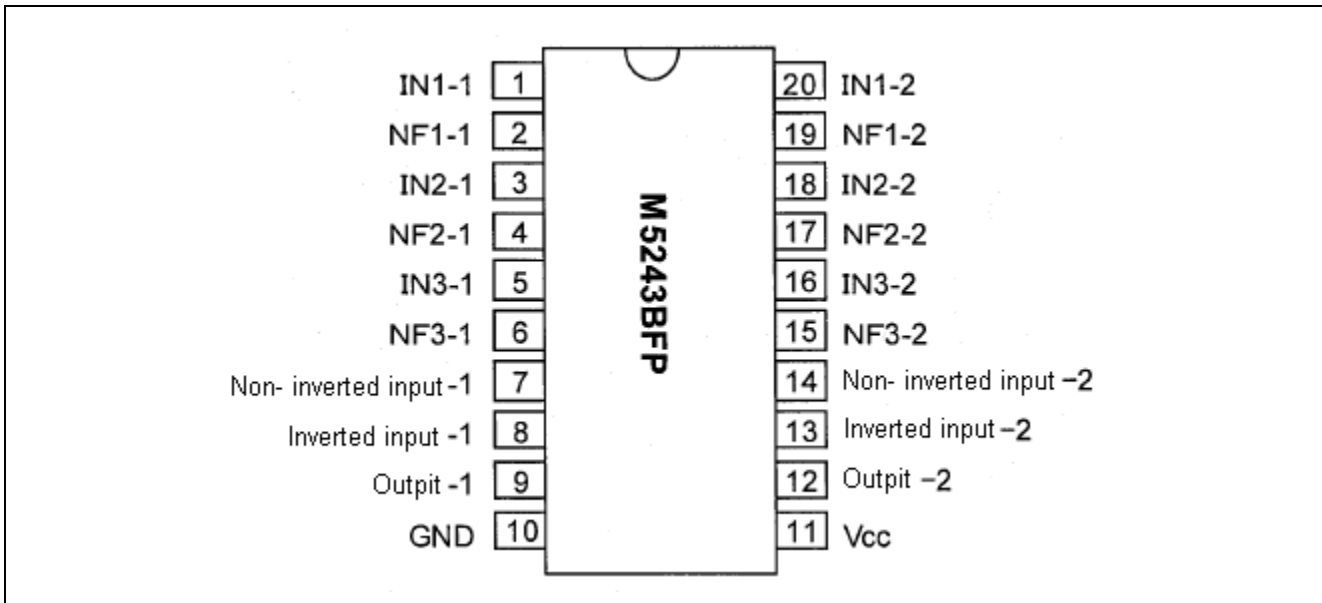 IN1-1 1 20 IN1-2
NF1-1 2 19 NF1-2
IN2-1 3 18 IN2-2
NF2-1 4 17 NF2-2
IN3-1 5 16 IN3-2
NF3-1 6 15 NF3-2
Non- inverted input -1 7 14 Non- inverted input -2
Inverted input -1 8 13 Inverted input -2
Outpit -1 9 12 Outpit -2
GND 10 11 Vcc
M5243BFP